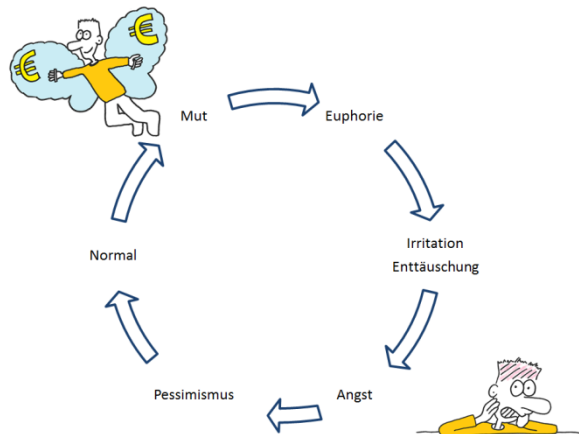 €
€
Mut
Euphorie
Irritation
Enttäuschung
Angst
Pessimismus
Normal